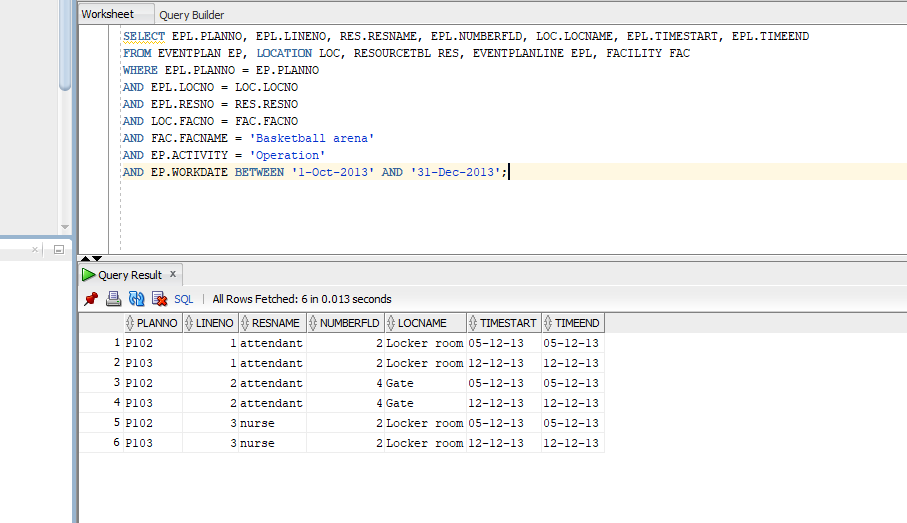 Worksheet Query Builder
SELECT EPL.PLANNO, EPL.LINENO, RES.RESNAME, EPL.NUMBERFLD, LOC.LOCNAME, EPL.TIMESTART, EPL.TIMEEND
FROM EVENTPLAN EP, LOCATION LOC, RESOURCETBL RES, EVENTPLANLINE EPL, FACILITY FAC
WHERE EPL.PLANNO = EP.PLANNO
AND EPL.LOCNO = LOC.LOCNO
AND EPL.RESNO = RES.RESNO
AND LOC.FACNO = FAC.FACNO
AND FAC.FACNAME = 'Basketball arena'
AND EP.ACTIVITY = 'Operation'
AND EP.WORKDATE BETWEEN '1-Oct-2013' AND '31-Dec-2013';
Query Result x
SQL | All Rows Fetched: 6 in 0.013 seconds
PLANNO LINENO RESNAME NUMBERFLD LOCNAME TIMESTART TIMEEND
1 P102 1 attendant 2 Locker room 05-12-13 05-12-13
2 P103 1 attendant 2 Locker room 12-12-13 12-12-13
3 P102 2 attendant 4 Gate 05-12-13 05-12-13
4 P103 2 attendant 4 Gate 12-12-13 12-12-13
5 P102 3 nurse 2 Locker room 05-12-13 05-12-13
6 P103 3 nurse 2 Locker room 12-12-13 12-12-13